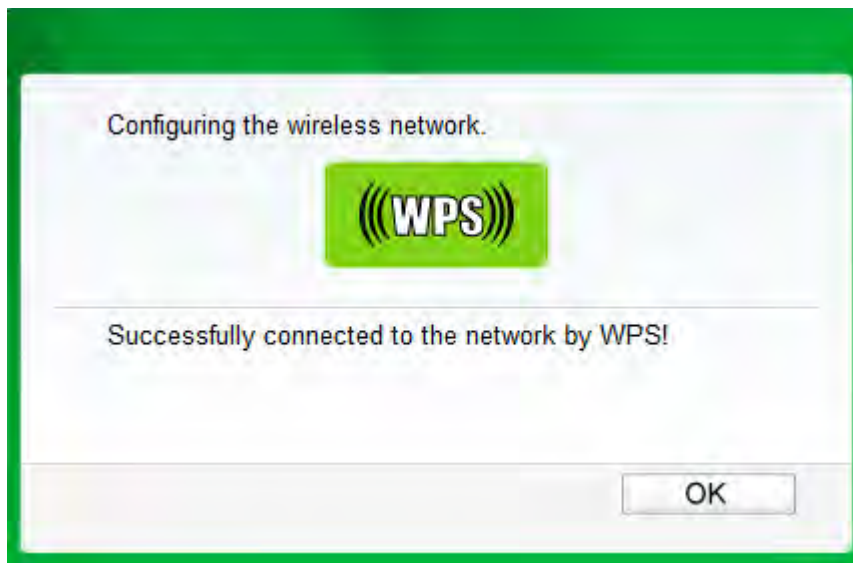 Configuring the wireless network.
WPS
Successfully connected to the network by WPS!
OK